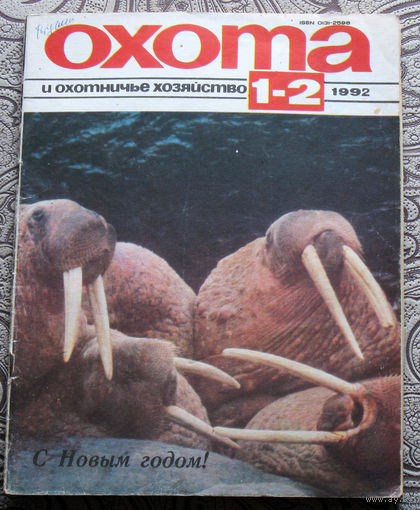 ISSN 0131-2596
охота
и охотничье хозяйство 1-2 1992
С Новым годом!